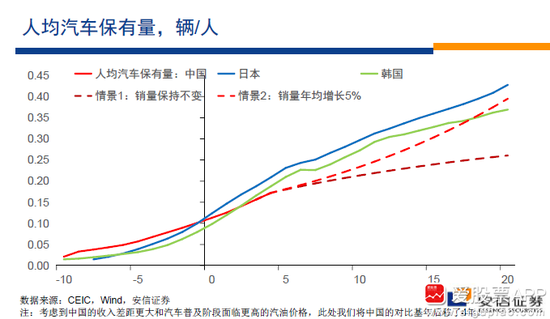 人均汽车保有量，辆/人
0.45
0.40
0.35
0.30
0.25
0.20
0.15
0.10
0.05
0.00
人均汽车保有量：中国
日本
韩国
情景1：销量保持不变
情景2：销量年均增长5%
-10 -5 0 5 10 15 20
数据来源：CEIC，Wind，安信证券
安信证券
爱股票APP
注：考虑到中国的收入差距更大和汽车普及阶段面临更高的汽油价格，此处我们将中国的对比基年后移了4年